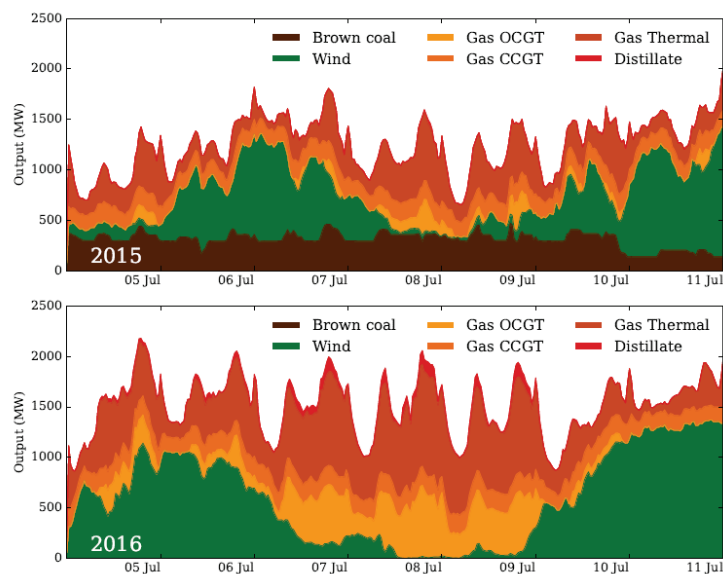 2500
2000
1500
1000
500
0
Output (MW)
Brown coal Gas OCGT Gas Thermal
Wind Gas CCGT Distillate
2015
05 Jul 06 Jul 07 Jul 08 Jul 09 Jul 10 Jul 11 Jul
2500
2000
1500
1000
500
0
Output (MW)
Brown coal Gas OCGT Gas Thermal
Wind Gas CCGT Distillate
2016
05 Jul 06 Jul 07 Jul 08 Jul 09 Jul 10 Jul 11 Jul